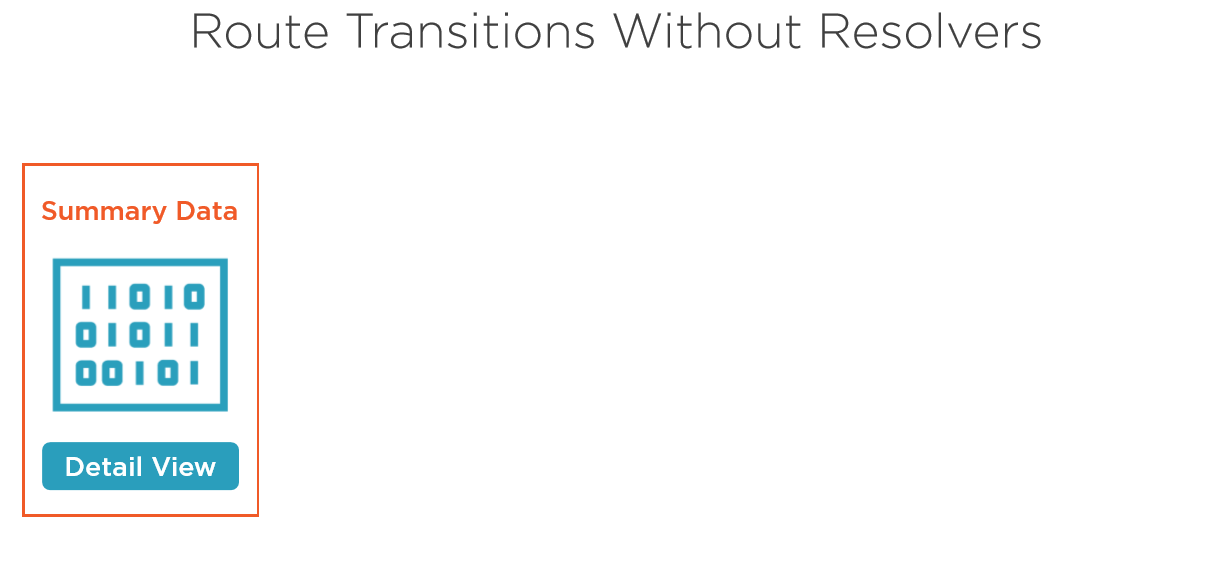 Route Transitions Without Resolvers
Summary Data
11010
01011
00101
Detail View